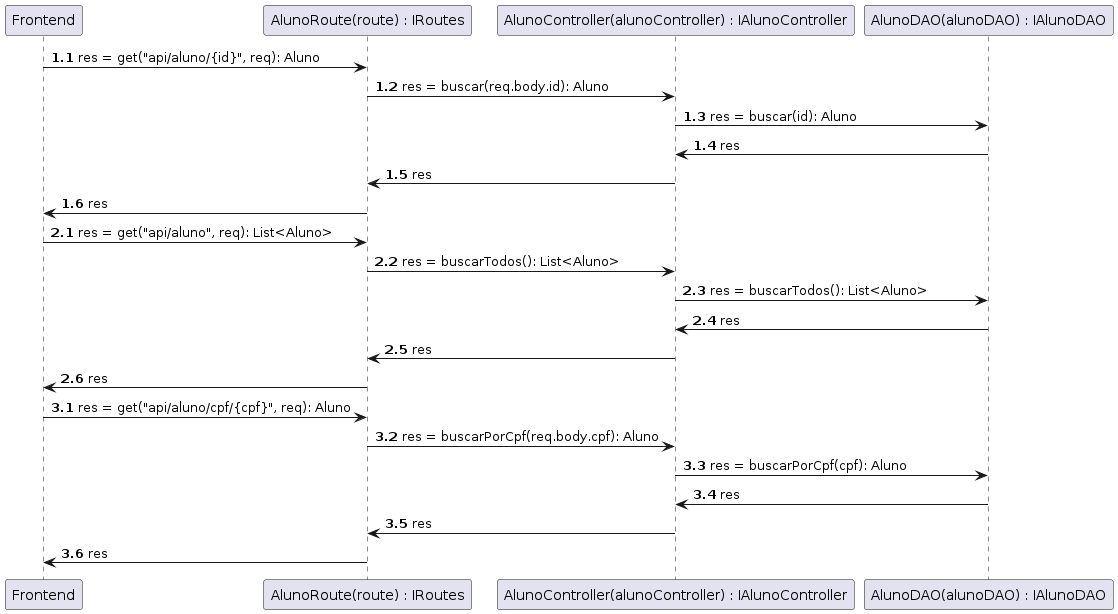 Frontend
AlunoRoute(route) : IRoutes
AlunoController(alunoController) : IAlunoController
AlunoDAO(alunoDAO) : IAlunoDAO
1.1 res = get("api/aluno/{id}", req): Aluno
1.2 res = buscar(req.body.id): Aluno
1.3 res = buscar(id): Aluno
1.4 res
1.5 res
1.6 res
2.1 res = get("api/aluno", req): List<Aluno>
2.2 res = buscarTodos(): List<Aluno>
2.3 res = buscarTodos(): List<Aluno>
2.4 res
2.5 res
2.6 res
3.1 res = get("api/aluno/cpf/{cpf}", req): Aluno
3.2 res = buscarPorCpf(req.body.cpf): Aluno
3.3 res = buscarPorCpf(cpf): Aluno
3.4 res
3.5 res
3.6 res
Frontend
AlunoRoute(route) : IRoutes
AlunoController(alunoController) : IAlunoController
AlunoDAO(alunoDAO) : IAlunoDAO